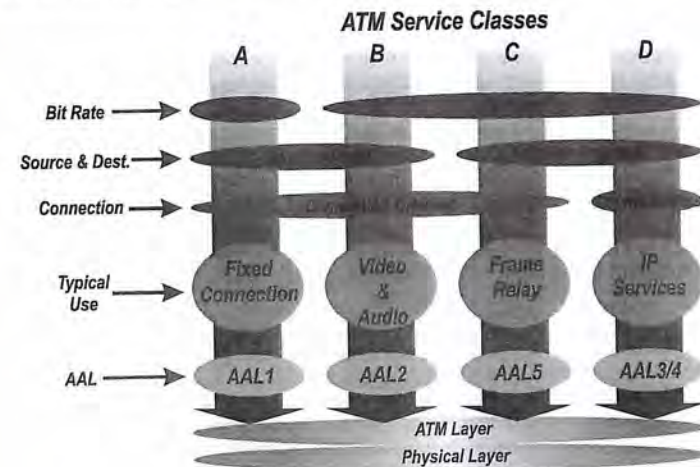 ATM Service Classes
A B C D
Bit Rate
Source & Dest.
Connection
Typical
Use
Fixed
Connection
Video
&
Audio
Frame
Relay
IP
Services
AAL
AAL1 AAL2 AAL5 AAL3/4
ATM Layer
Physical Layer